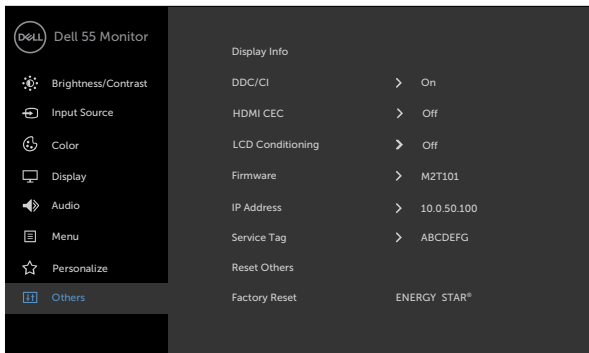 DELL Dell 55 Monitor
Display Info
Brightness/Contrast DDC/CI > On
Input Source HDMI CEC > Off
Color LCD Conditioning > Off
Display Firmware > M2T101
Audio IP Address > 10.0.50.100
Menu Service Tag > ABCDEFG
Personalize Reset Others
Others Factory Reset ENERGY STAR®